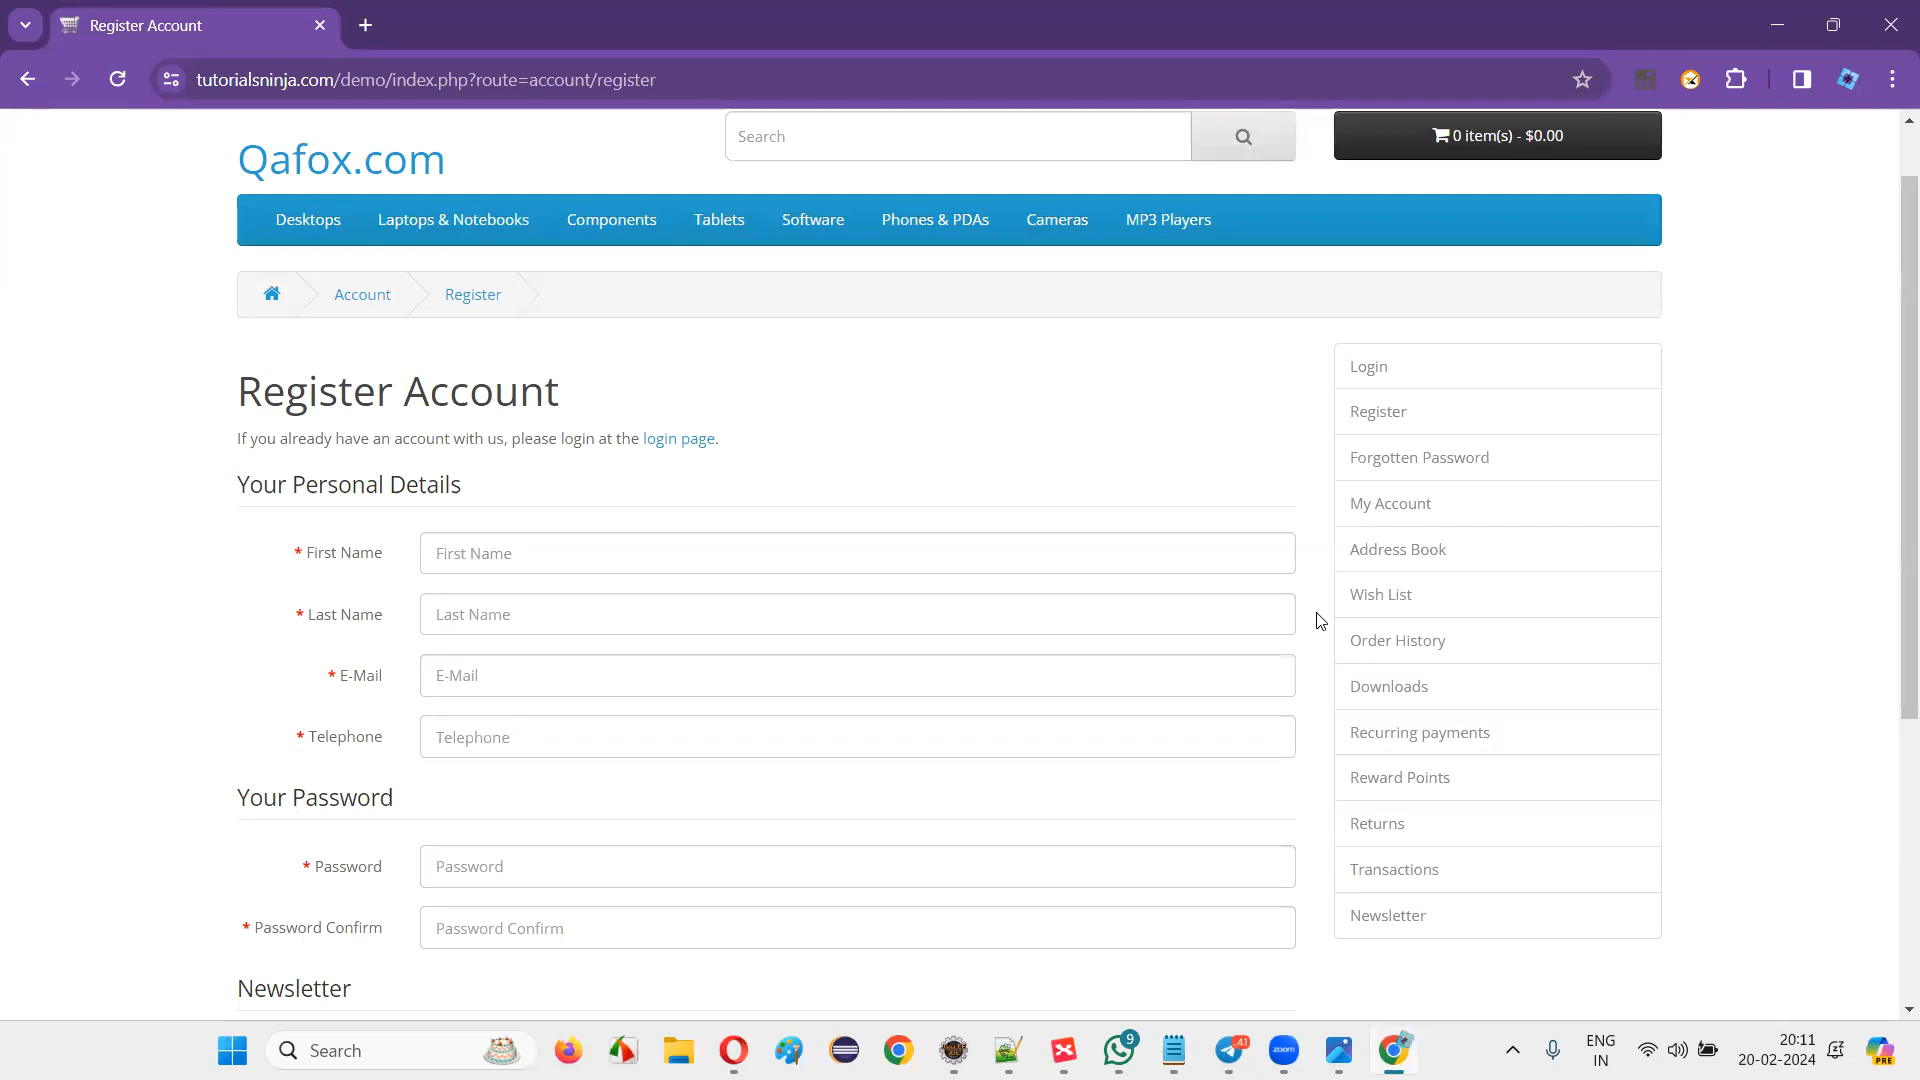 Register Account
tutorialsninja.com/demo/index.php?route=account/register
Qafox.com
Search
0 item(s) - $0.00
Desktops Laptops & Notebooks Components Tablets Software Phones & PDAs Cameras MP3 Players
Account Register
Register Account
If you already have an account with us, please login at the login page.
Your Personal Details
* First Name First Name
* Last Name Last Name
* E-Mail E-Mail
* Telephone Telephone
Your Password
* Password Password
* Password Confirm Password Confirm
Newsletter
Login
Register
Forgotten Password
My Account
Address Book
Wish List
Order History
Downloads
Recurring payments
Reward Points
Returns
Transactions
Newsletter
Search
9
43
zoom
ENG
IN
20:11
20-02-2024
PRE